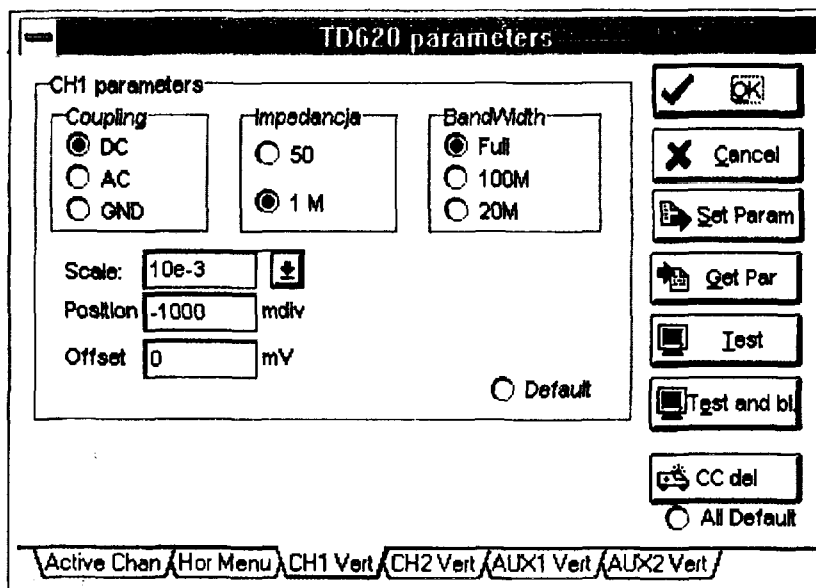 TD620 parameters
CH1 parameters
Coupling
DC
AC
GND
Impedancja
50
1 M
BandWidth
Full
100M
20M
Scale: 10e-3
Position -1000 mdiv
Offset 0 mV
Default
OK
Cancel
Set Param
Get Par
Test
Test and bl.
CC del
All Default
Active Chan Hor Menu CH1 Vert CH2 Vert AUX1 Vert AUX2 Vert